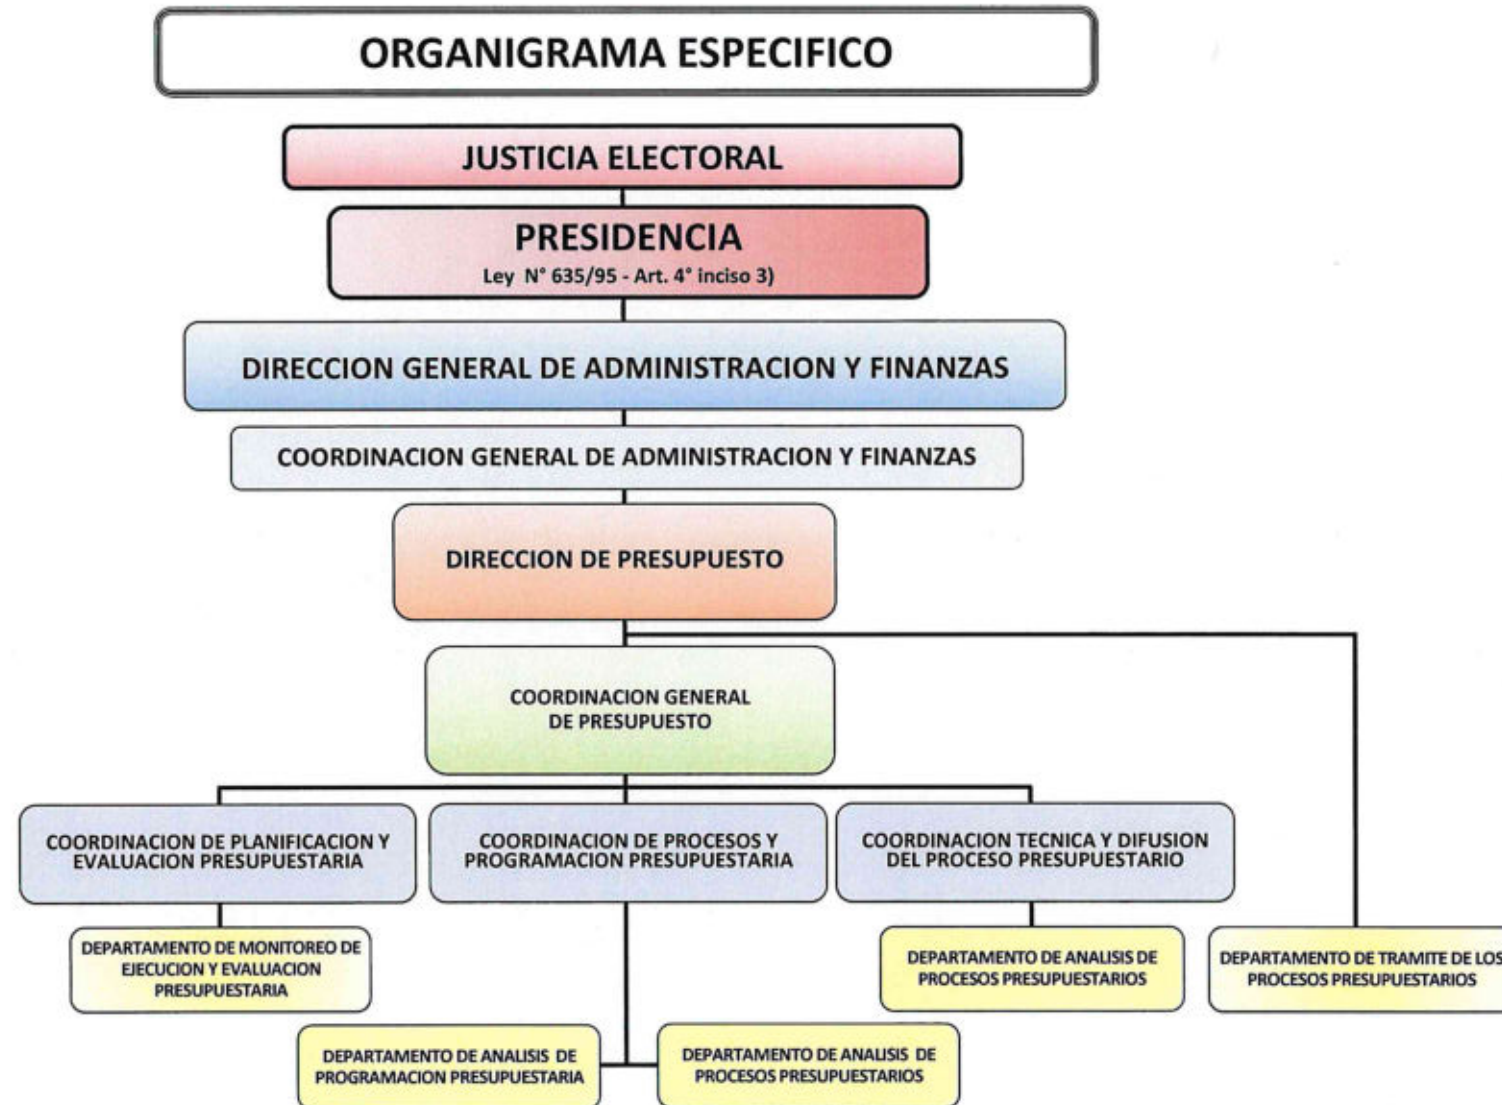 ORGANIGRAMA ESPECIFICO
JUSTICIA ELECTORAL
PRESIDENCIA
Ley N° 635/95 - Art. 4° inciso 3)
DIRECCION GENERAL DE ADMINISTRACION Y FINANZAS
COORDINACION GENERAL DE ADMINISTRACION Y FINANZAS
DIRECCION DE PRESUPUESTO
COORDINACION GENERAL
DE PRESUPUESTO
COORDINACION DE PLANIFICACION Y
EVALUACION PRESUPUESTARIA
COORDINACION DE PROCESOS Y
PROGRAMACION PRESUPUESTARIA
COORDINACION TECNICA Y DIFUSION
DEL PROCESO PRESUPUESTARIO
DEPARTAMENTO DE MONITOREO DE
EJECUCION Y EVALUACION
PRESUPUESTARIA
DEPARTAMENTO DE ANALISIS DE
PROCESOS PRESUPUESTARIOS
DEPARTAMENTO DE TRAMITE DE LOS
PROCESOS PRESUPUESTARIOS
DEPARTAMENTO DE ANALISIS DE
PROGRAMACION PRESUPUESTARIA
DEPARTAMENTO DE ANALISIS DE
PROCESOS PRESUPUESTARIOS